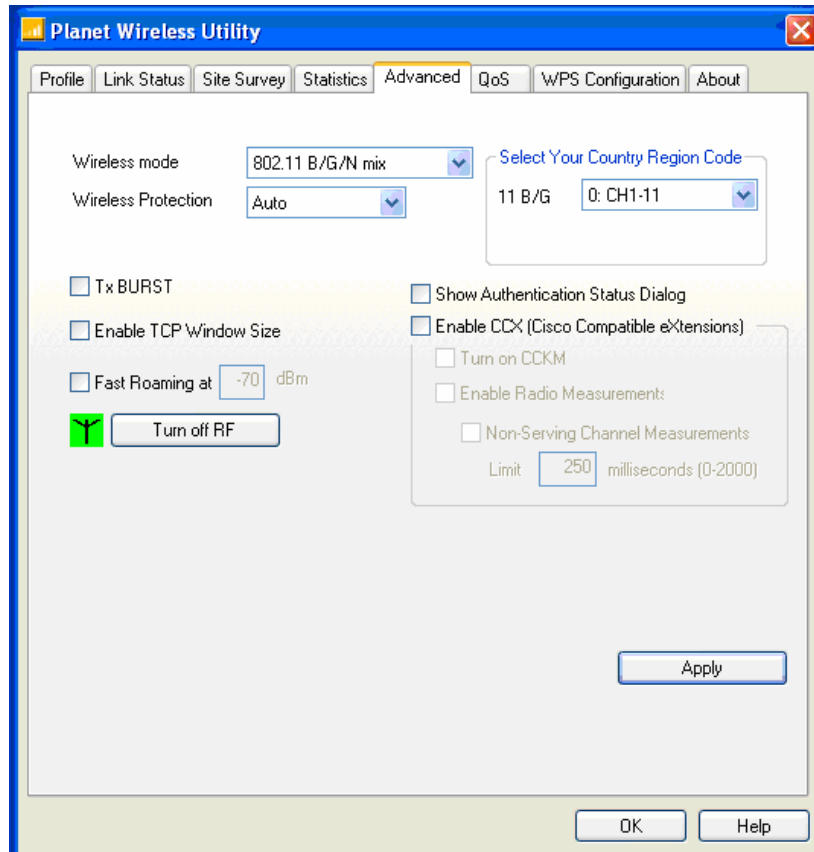 Planet Wireless Utility
Profile Link Status Site Survey Statistics Advanced QoS WPS Configuration About
Wireless mode 802.11 B/G/N mix
Wireless Protection Auto
Select Your Country Region Code
11 B/G 0: CH1-11
Tx BURST
Enable TCP Window Size
Fast Roaming at -70 dBm
Turn off RF
Show Authentication Status Dialog
Enable CCX (Cisco Compatible eXtensions)
Turn on CCKM
Enable Radio Measurements
Non-Serving Channel Measurements
Limit 250 milliseconds (0-2000)
Apply
OK Help